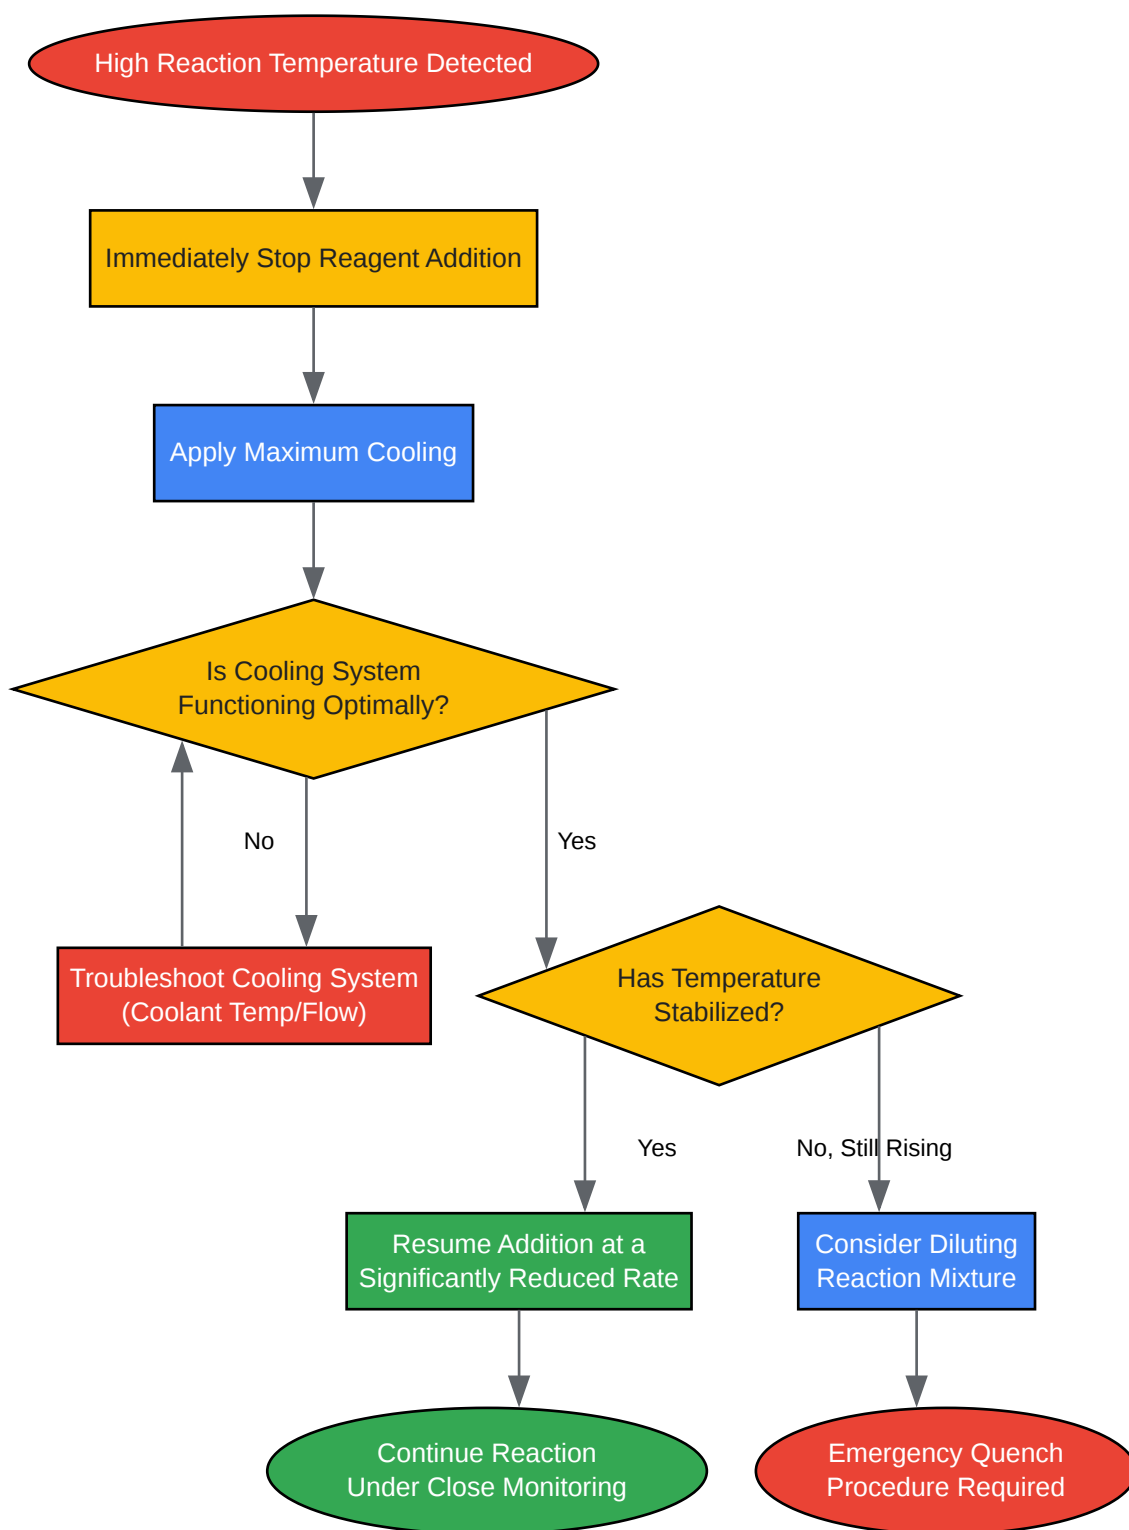 High Reaction Temperature Detected
Immediately Stop Reagent Addition
Apply Maximum Cooling
Is Cooling System
Functioning Optimally?
No
Yes
Troubleshoot Cooling System
(Coolant Temp/Flow)
Has Temperature
Stabilized?
Yes
No, Still Rising
Resume Addition at a
Significantly Reduced Rate
Consider Diluting
Reaction Mixture
Continue Reaction
Under Close Monitoring
Emergency Quench
Procedure Required